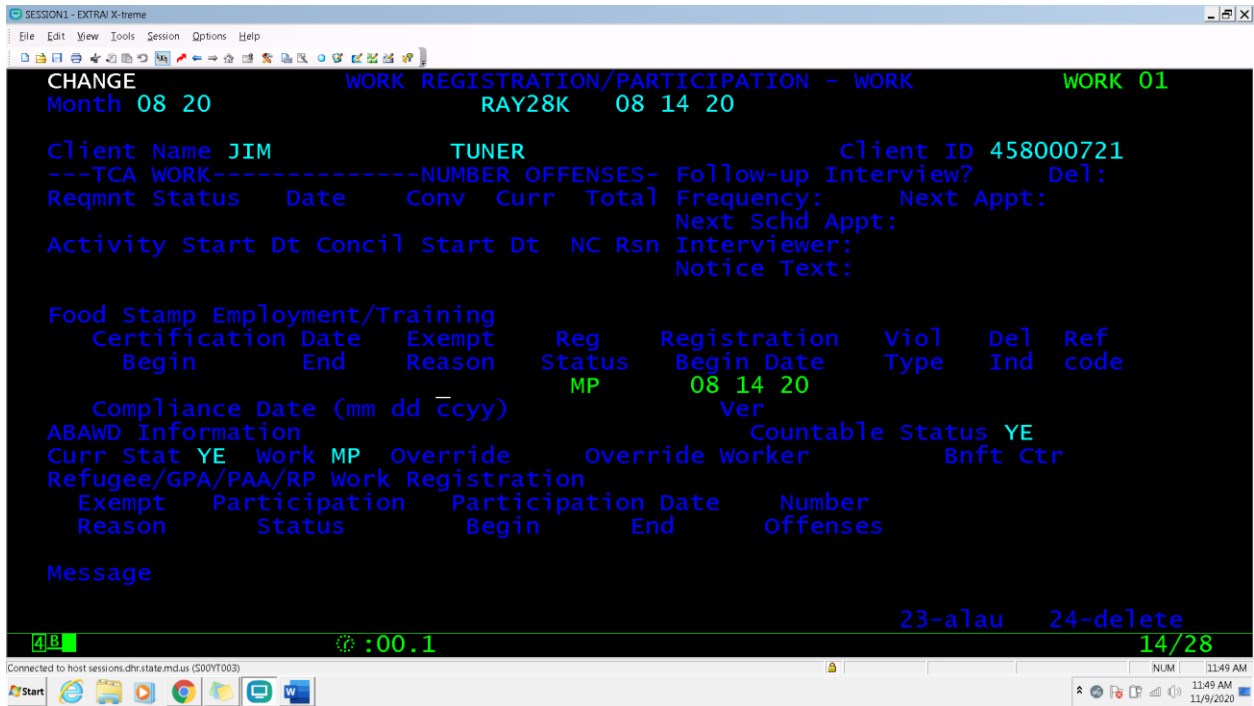 SESSION1 - EXTRA! X-treme
File Edit View Tools Session Options Help
CHANGE WORK REGISTRATION/PARTICIPATION - WORK WORK 01
Month 08 20 RAY28K 08 14 20
Client Name JIM TUNER Client ID 458000721
---TCA WORK--------------NUMBER OFFENSES- Follow-up Interview? Del:
Reqmnt Status Date Conv Curr Total Frequency: Next Appt:
Next Schd Appt:
Activity Start Dt Concil Start Dt NC Rsn Interviewer:
Notice Text:
Food Stamp Employment/Training
Certification Date Exempt Reg Registration Viol Del Ref
Begin End Reason Status Begin Date Type Ind code
MP 08 14 20
Compliance Date (mm dd ccyy) Ver
ABAWD Information Countable Status YE
Curr Stat YE Work MP Override Override Worker Bnft Ctr
Refugee/GPA/PAA/RP Work Registration
Exempt Participation Participation Date Number
Reason Status Begin End Offenses
Message
23-alau 24-delete
4B :00.1 14/28
Connected to host sessions.dhr.state.md.us (S00YT003) NUM 11:49 AM
Start 11:49 AM
11/9/2020